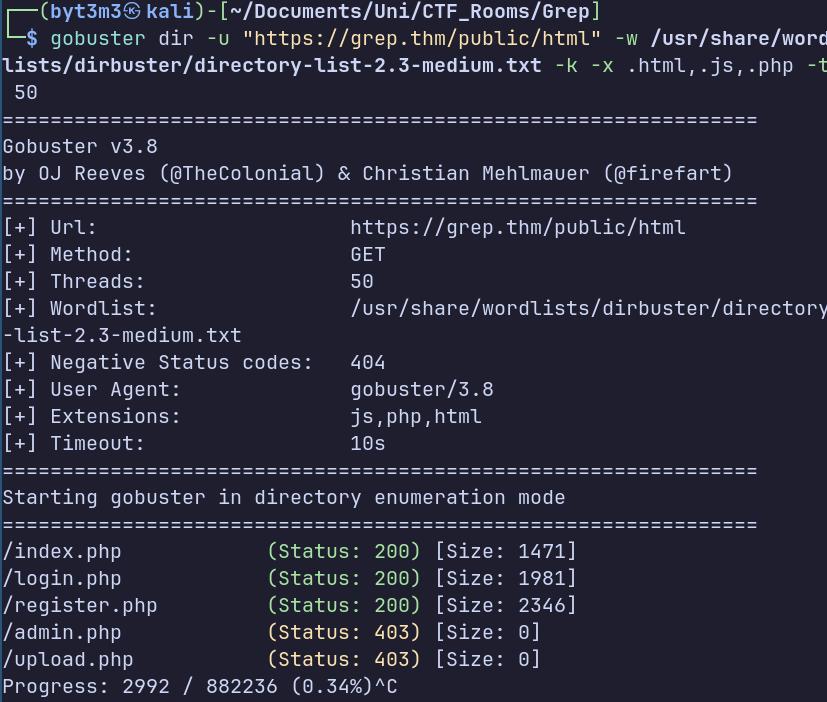 ┌──(byt3m3㉿kali)-[~/Documents/Uni/CTF_Rooms/Grep]
└─$ gobuster dir -u "https://grep.thm/public/html" -w /usr/share/word
lists/dirbuster/directory-list-2.3-medium.txt -k -x .html,.js,.php -t
 50
===============================================================
Gobuster v3.8
by OJ Reeves (@TheColonial) & Christian Mehlmauer (@firefart)
===============================================================
[+] Url:                     https://grep.thm/public/html
[+] Method:                  GET
[+] Threads:                 50
[+] Wordlist:                /usr/share/wordlists/dirbuster/directory
-list-2.3-medium.txt
[+] Negative Status codes:   404
[+] User Agent:              gobuster/3.8
[+] Extensions:              js,php,html
[+] Timeout:                 10s
===============================================================
Starting gobuster in directory enumeration mode
===============================================================
/index.php            (Status: 200) [Size: 1471]
/login.php            (Status: 200) [Size: 1981]
/register.php         (Status: 200) [Size: 2346]
/admin.php            (Status: 403) [Size: 0]
/upload.php           (Status: 403) [Size: 0]
Progress: 2992 / 882236 (0.34%)^C